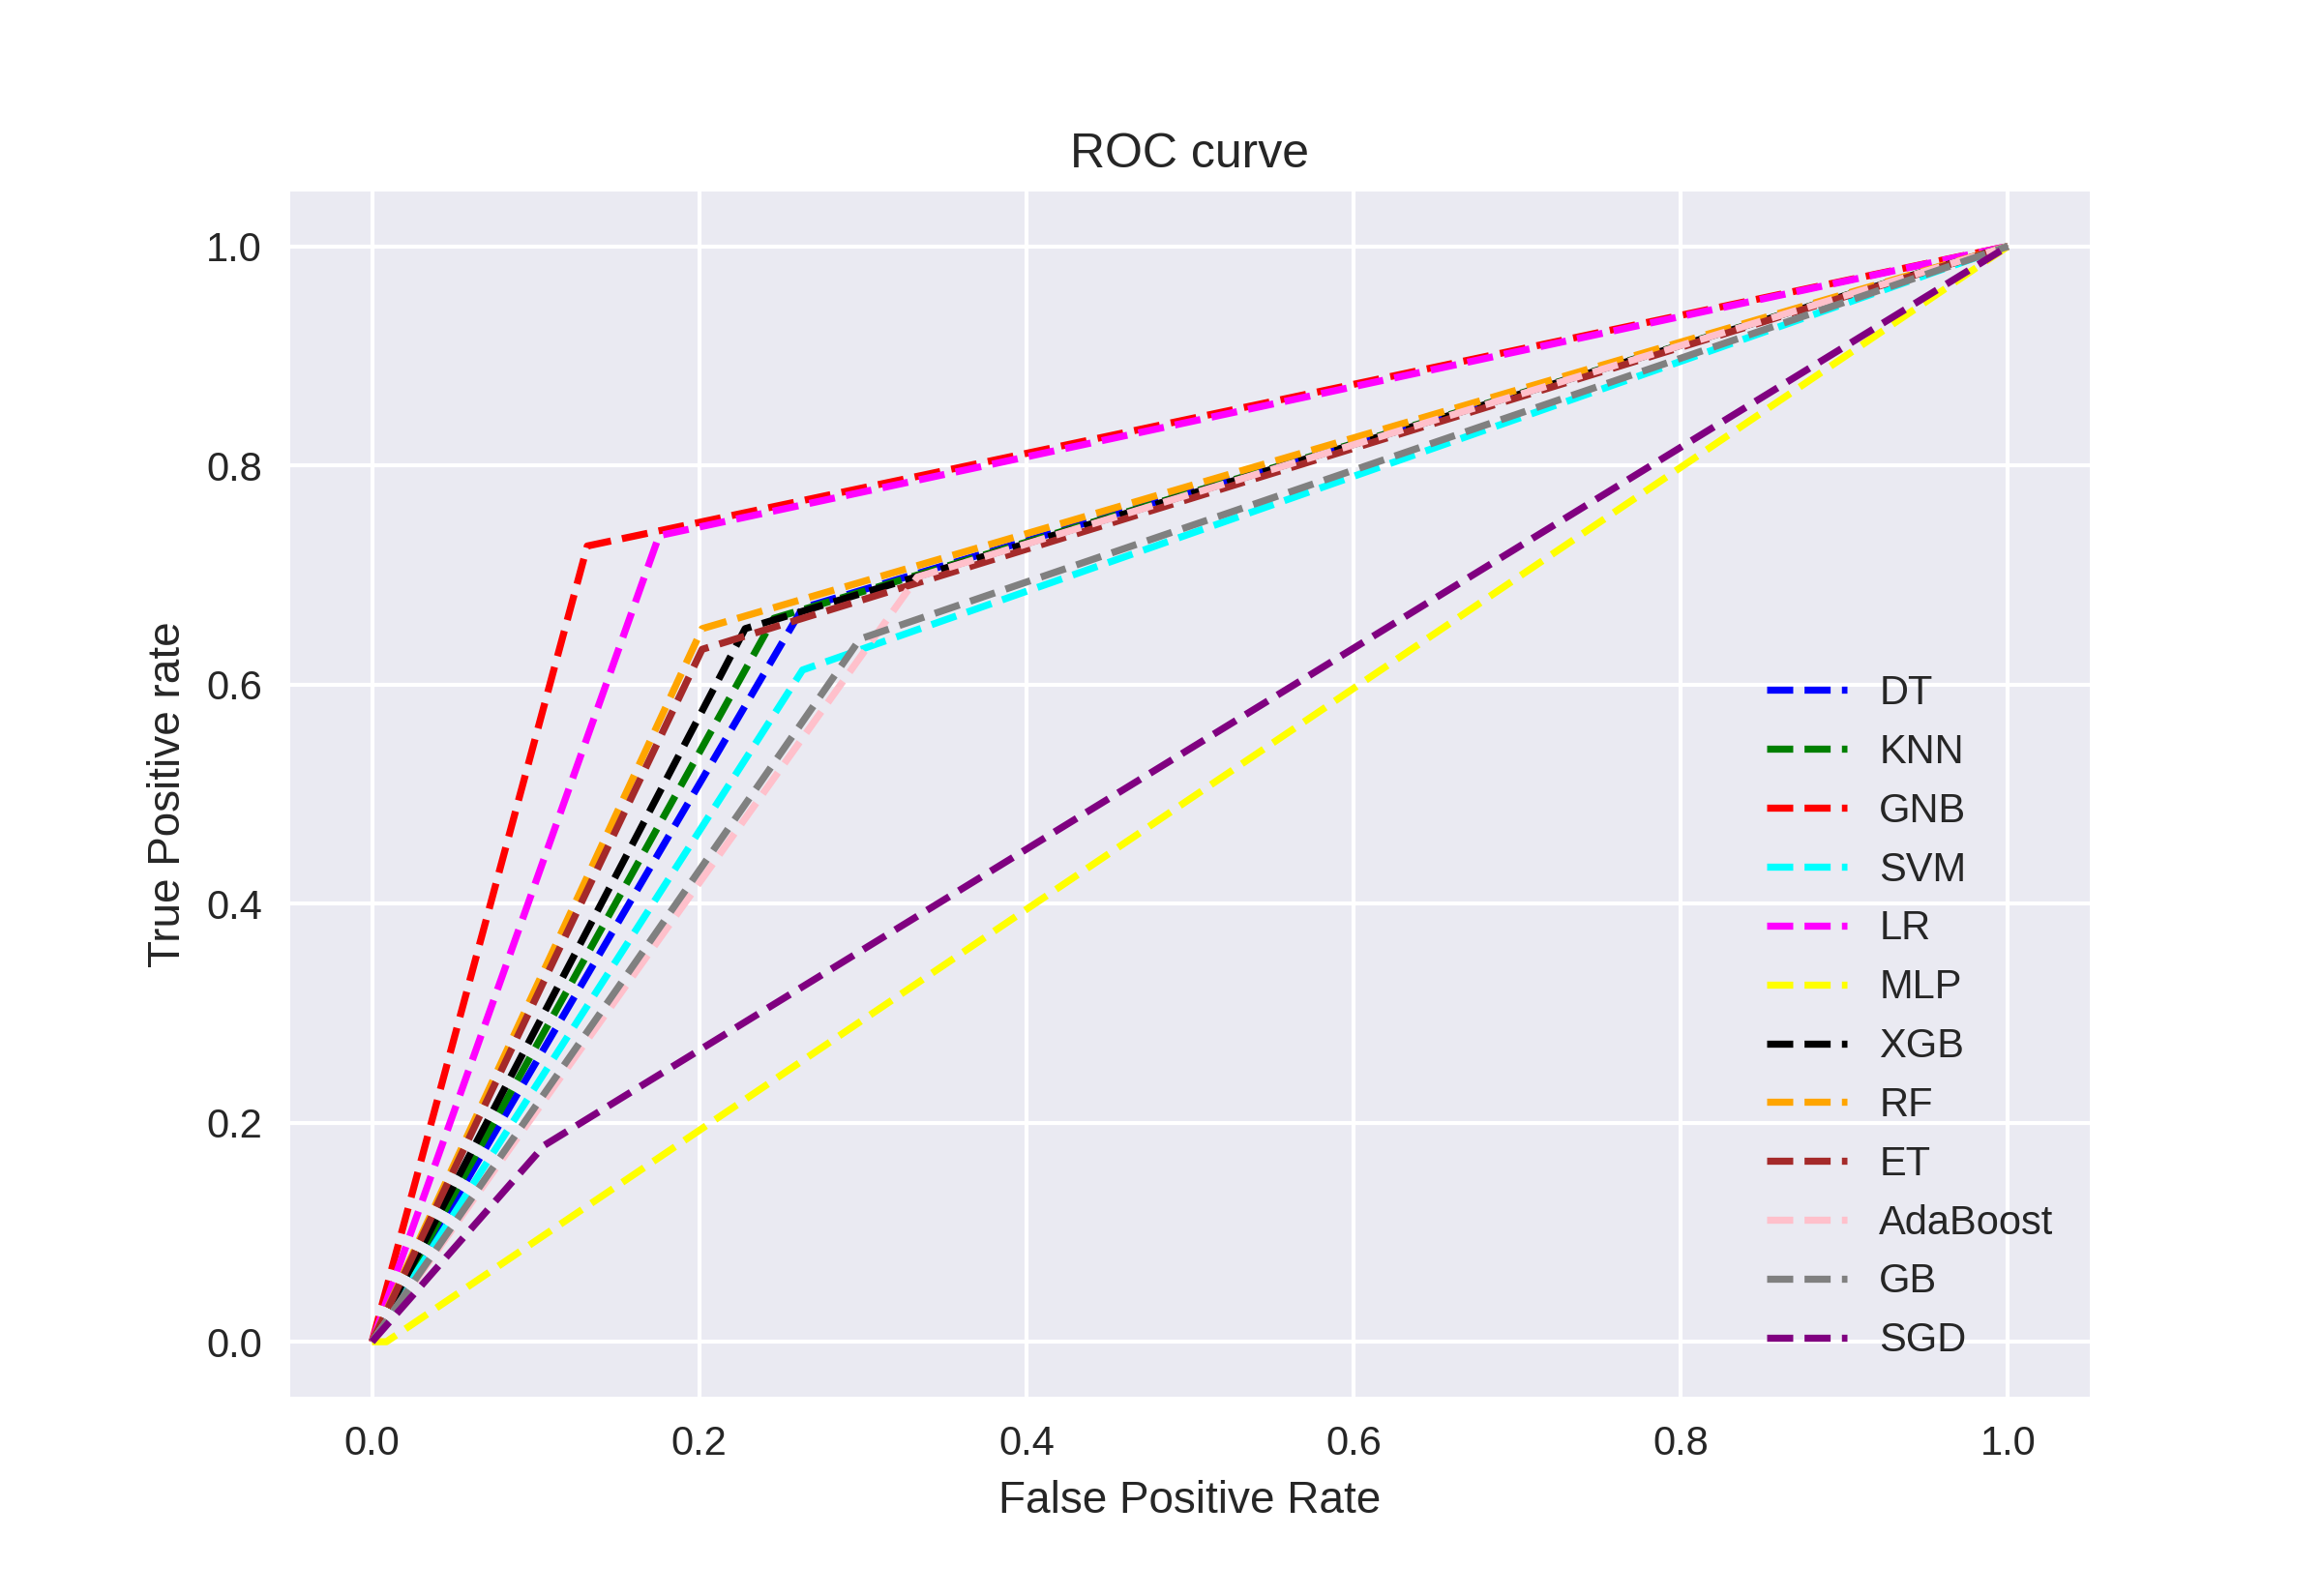 ROC curve
1.0
0.8
0.6
0.4
0.2
0.0
True Positive rate
DT
KNN
GNB
SVM
LR
MLP
XGB
RF
ET
AdaBoost
GB
SGD
0.0 0.2 0.4 0.6 0.8 1.0
False Positive Rate